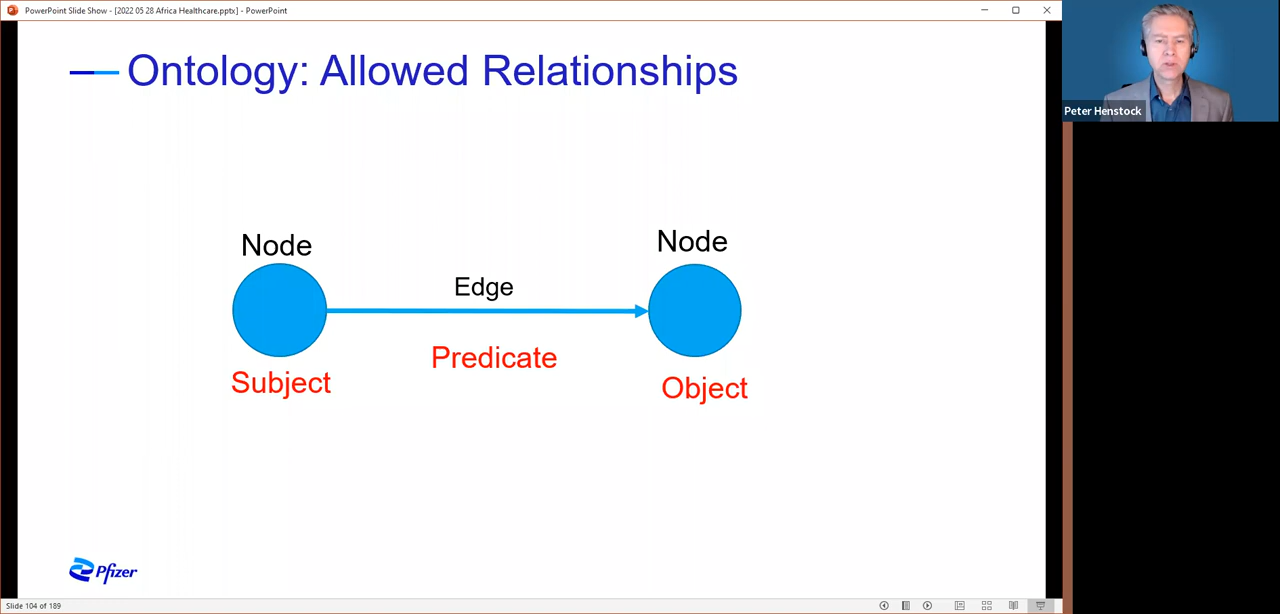 PowerPoint Slide Show - [2022 05 28 Africa Healthcare.pptx] - PowerPoint
Ontology: Allowed Relationships
Peter Henstock
Node
Node
Edge
Predicate
Subject
Object
Pfizer
Slide 104 of 189